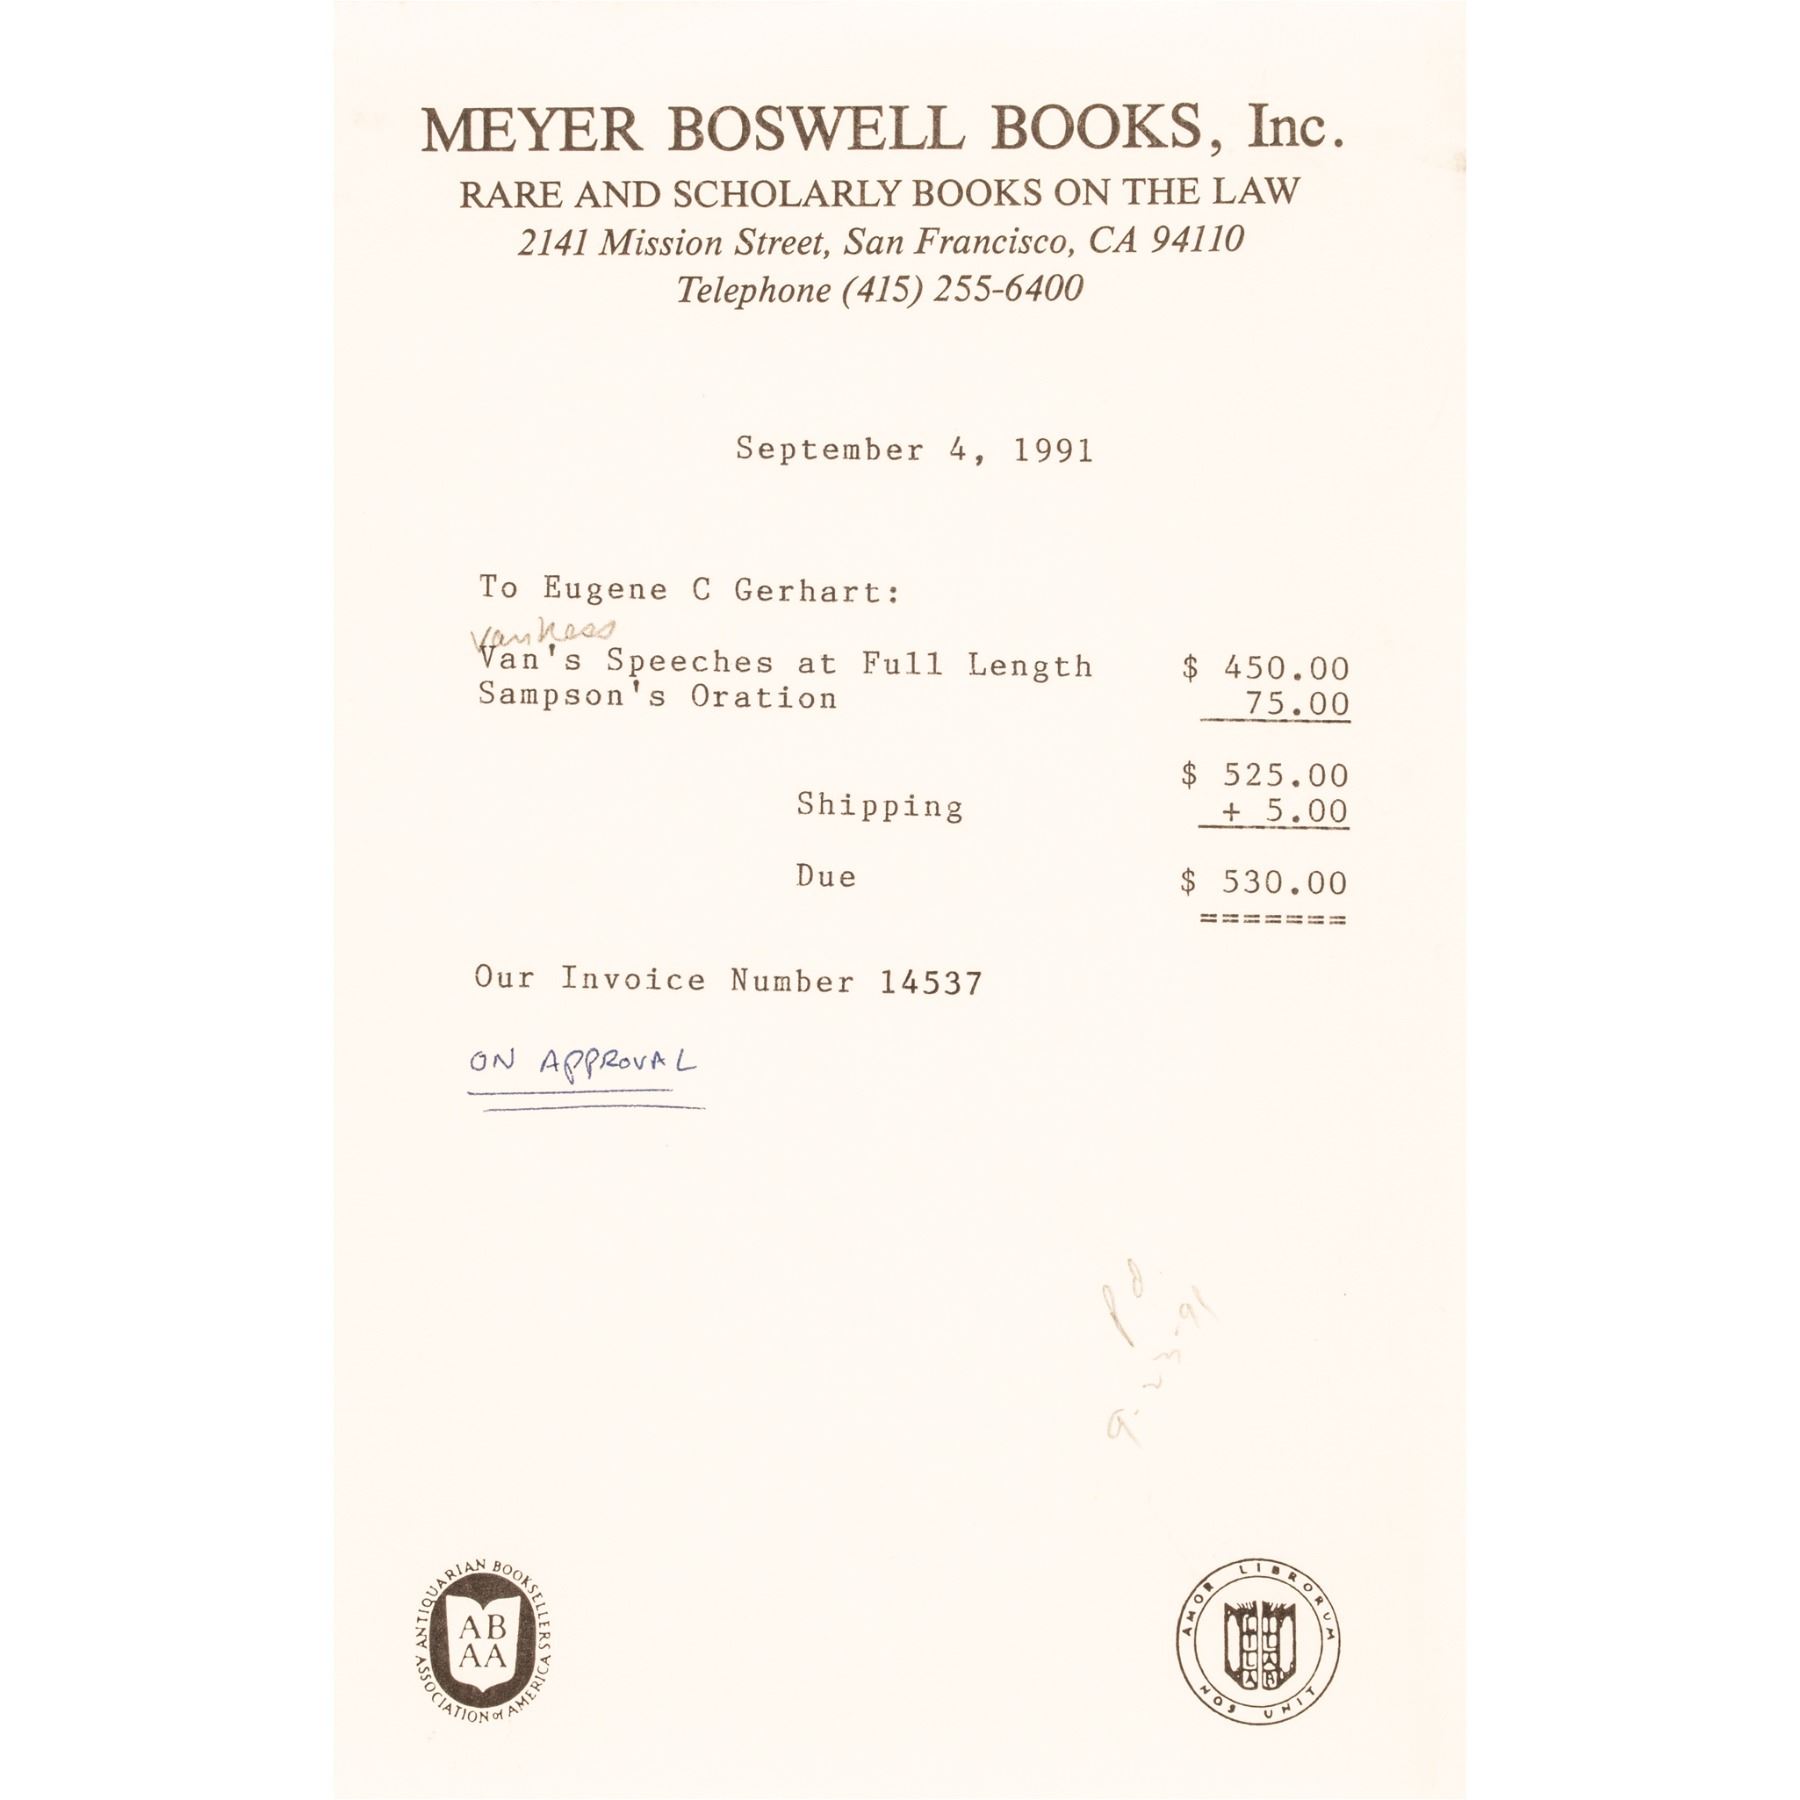 MEYER BOSWELL BOOKS, Inc.
RARE AND SCHOLARLY BOOKS ON THE LAW
2141 Mission Street, San Francisco, CA 94110
Telephone (415) 255-6400
September 4, 1991
To Eugene C Gerhart:
Vankees
Van's Speeches at Full Length $ 450.00
Sampson's Oration 75.00
$ 525.00
Shipping + 5.00
Due $ 530.00
=======
Our Invoice Number 14537
ON APPROVAL
ANTIQUARIAN BOOKSELLERS ASSOCIATION of AMERICA
AB
AA
AMOR LIBRORUM NOS UNIT